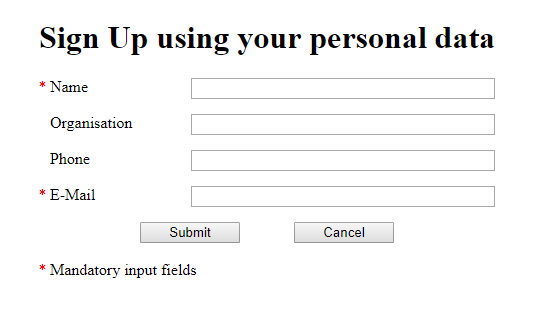 Sign Up using your personal data
* Name
Organisation
Phone
* E-Mail
Submit Cancel
* Mandatory input fields